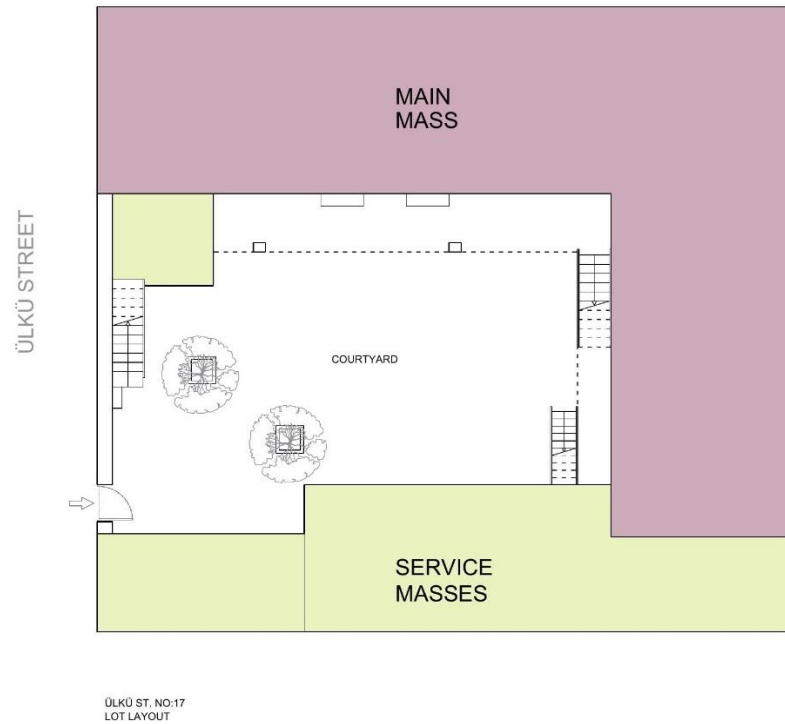 MAIN
MASS
ÜLKÜ STREET
COURTYARD
SERVICE
MASSES
ÜLKÜ ST. NO:17
LOT LAYOUT